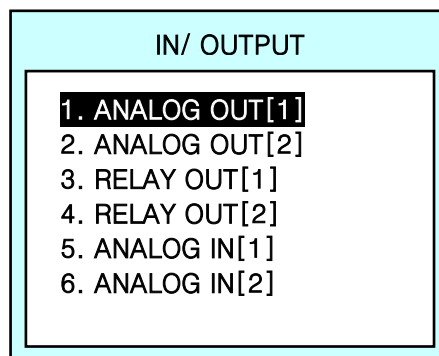 IN/ OUTPUT
1. ANALOG OUT[1]
2. ANALOG OUT[2]
3. RELAY OUT[1]
4. RELAY OUT[2]
5. ANALOG IN[1]
6. ANALOG IN[2]